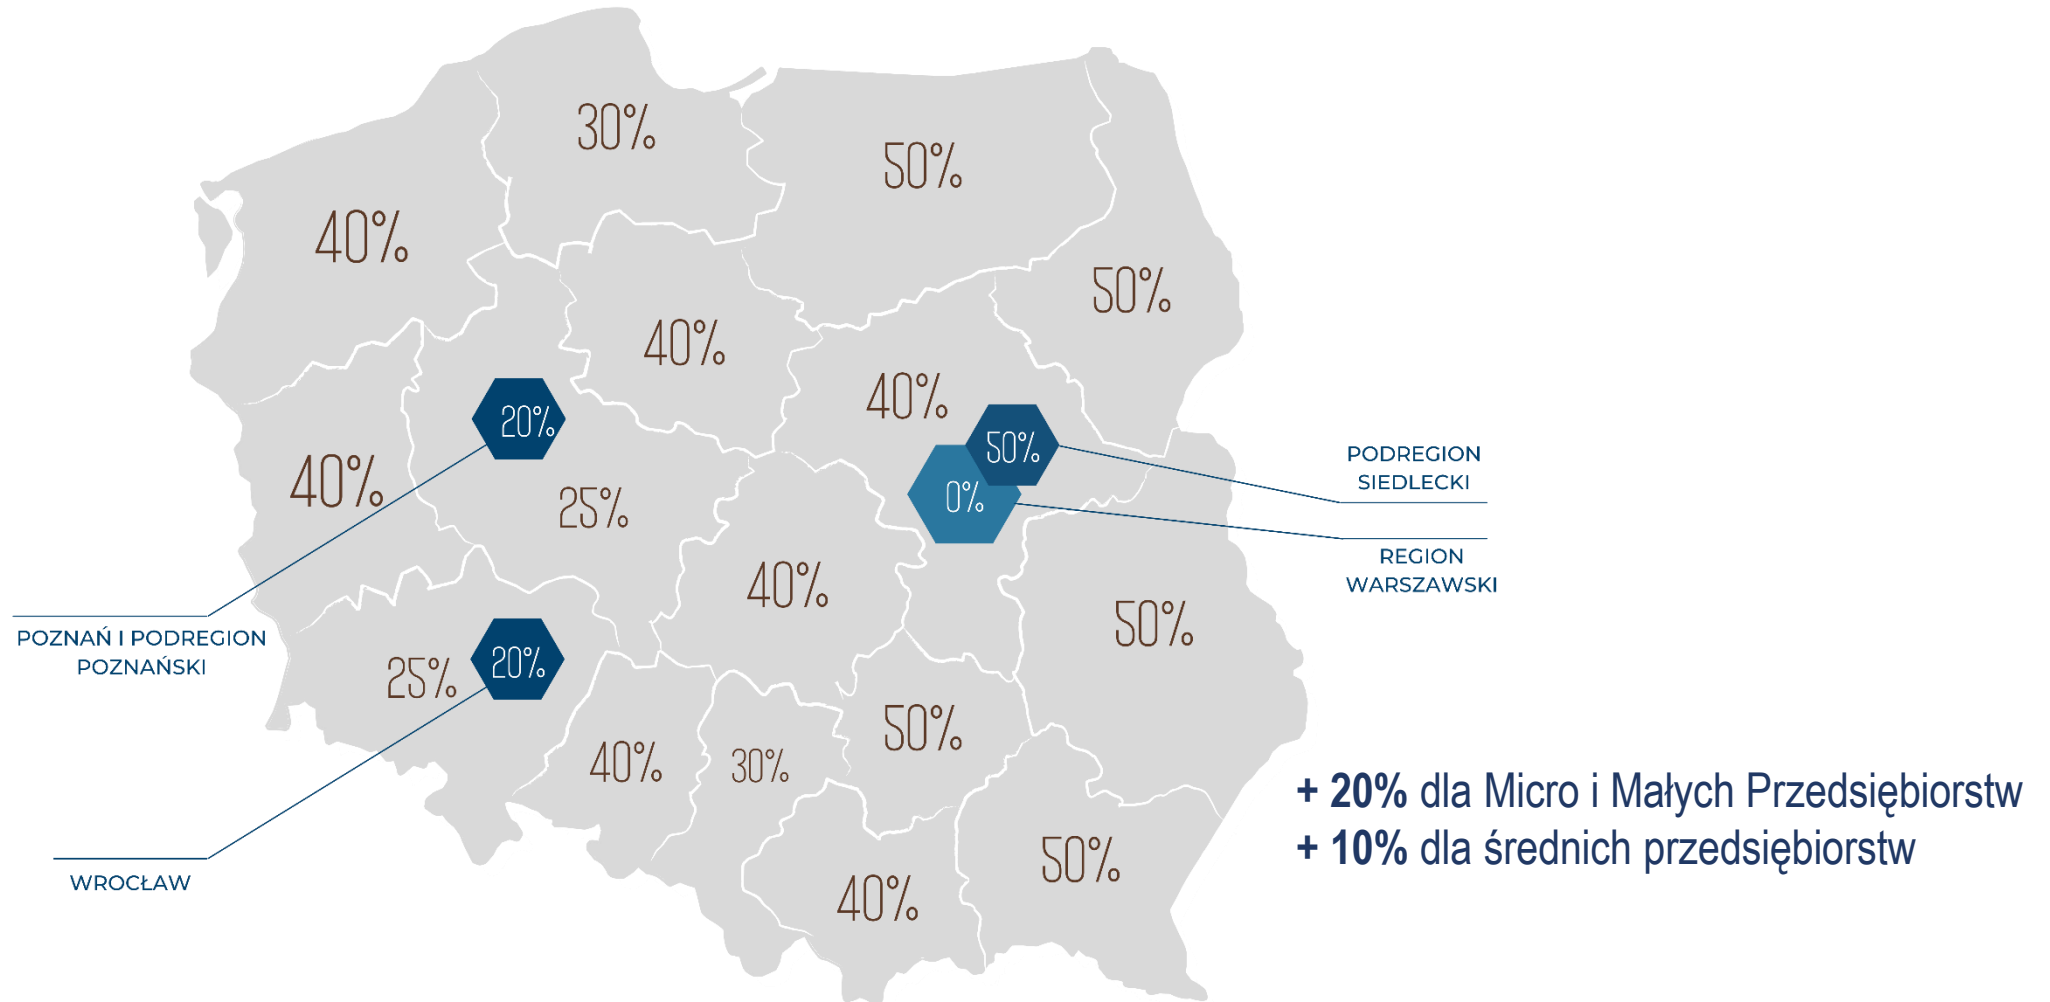 30%
50%
40%
50%
40%
40%
20%
50%
PODREGION
SIEDLECKI
40%
25%
0%
REGION
WARSZAWSKI
40%
50%
POZNAŃ I PODREGION
POZNAŃSKI
25%
20%
50%
40%
30%
+ 20% dla Micro i Małych Przedsiębiorstw
+ 10% dla średnich przedsiębiorstw
50%
WROCŁAW
40%